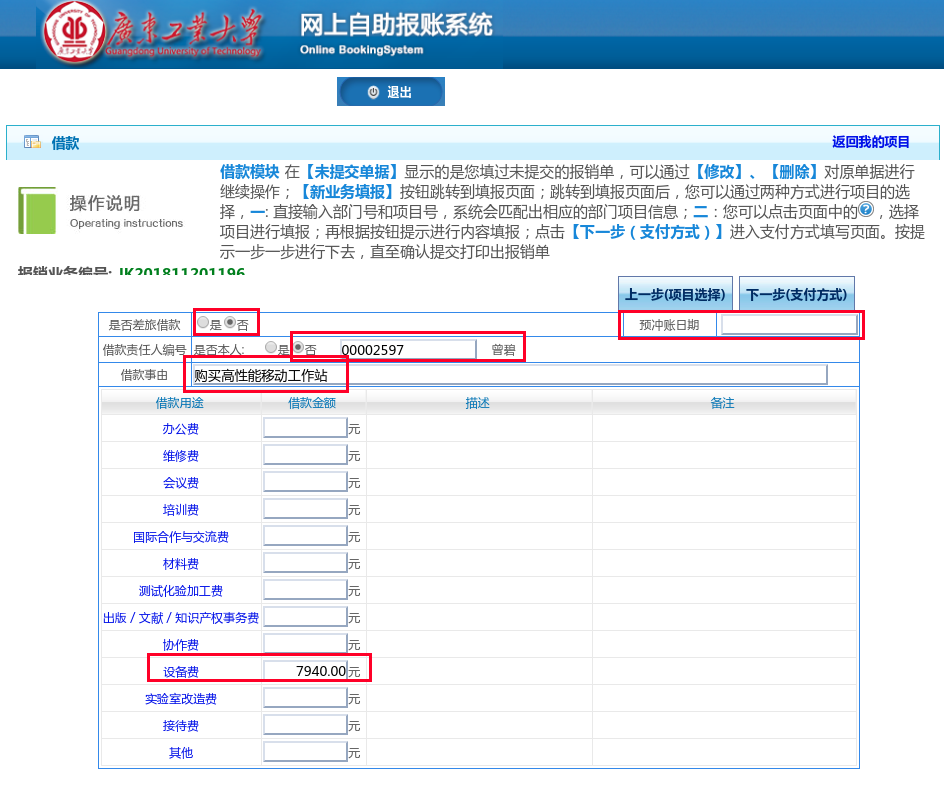 廣東工業大學
Guangdong University of Technology
网上自助报账系统
Online BookingSystem
退出
借款
返回我的项目
操作说明
Operating instructions
借款模块 在【未提交单据】显示的是您填过未提交的报销单，可以通过【修改】、【删除】对原单据进行
继续操作；【新业务填报】按钮跳转到填报页面；跳转到填报页面后，您可以通过两种方式进行项目的选
择，一: 直接输入部门号和项目号，系统会匹配出相应的部门项目信息；二：您可以点击页面中的?，选择
项目进行填报；再根据按钮提示进行内容填报；点击【下一步（支付方式）】进入支付方式填写页面。按提
示一步一步进行下去，直至确认提交打印出报销单
报销业务编号: JK201811201196
上一步(项目选择) 下一步(支付方式)
是否差旅借款 是 否 预冲账日期
借款责任人编号 是否本人: 是 否 00002597 曾碧
借款事由 购买高性能移动工作站
借款用途 借款金额 描述 备注
办公费 元
维修费 元
会议费 元
培训费 元
国际合作与交流费 元
材料费 元
测试化验加工费 元
出版 / 文献 / 知识产权事务费 元
协作费 元
设备费 7940.00 元
实验室改造费 元
接待费 元
其他 元